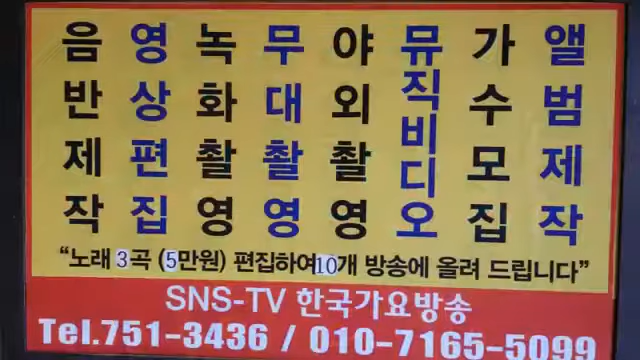 음반제작
영상편집
녹화촬영
무대촬영
야외촬영
뮤직비디오
가수모집
앨범제작
“노래 3곡 (5만원) 편집하여10개 방송에 올려 드립니다”
SNS-TV 한국가요방송
Tel.751-3436 / 010-7165-5099